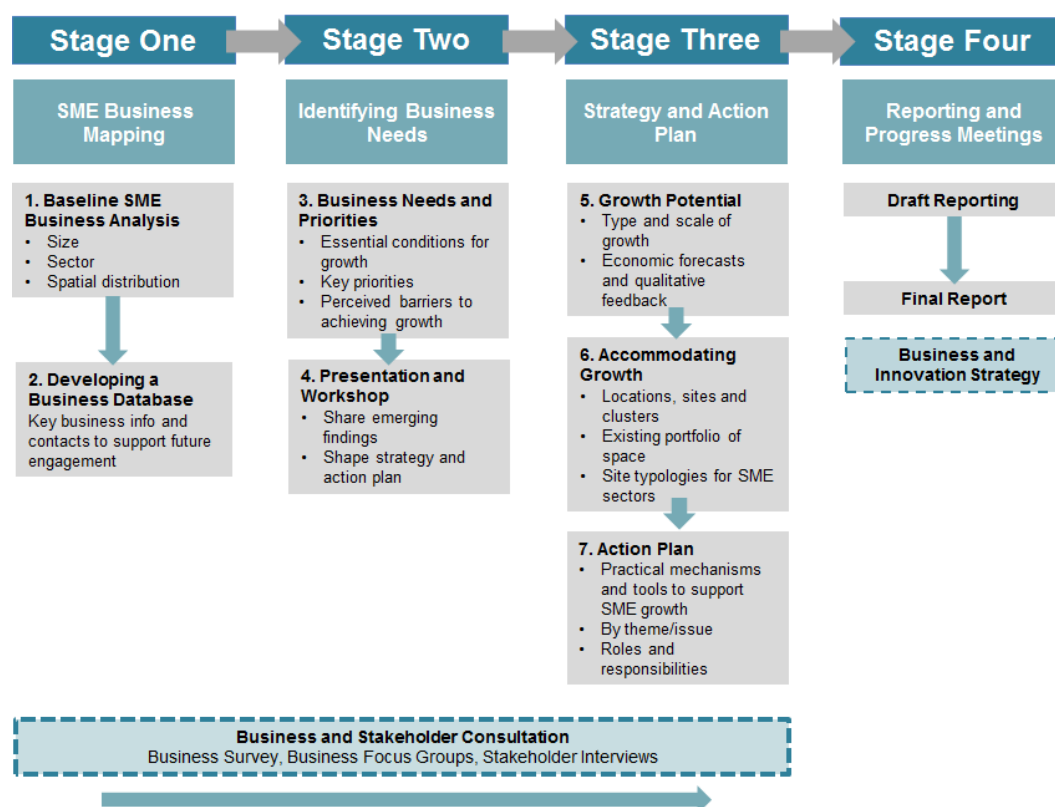 Stage One
Stage Two
Stage Three
Stage Four
SME Business
Mapping
Identifying Business
Needs
Strategy and Action
Plan
Reporting and
Progress Meetings
1. Baseline SME
Business Analysis
• Size
• Sector
• Spatial distribution
2. Developing a
Business Database
Key business info and
contacts to support future
engagement
3. Business Needs and
Priorities
• Essential conditions for
growth
• Key priorities
• Perceived barriers to
achieving growth
4. Presentation and
Workshop
• Share emerging
findings
• Shape strategy and
action plan
5. Growth Potential
• Type and scale of
growth
• Economic forecasts
and qualitative
feedback
6. Accommodating
Growth
• Locations, sites and
clusters
• Existing portfolio of
space
• Site typologies for SME
sectors
7. Action Plan
• Practical mechanisms
and tools to support
SME growth
• By theme/issue
• Roles and
responsibilities
Draft Reporting
Final Report
Business and
Innovation Strategy
Business and Stakeholder Consultation
Business Survey, Business Focus Groups, Stakeholder Interviews